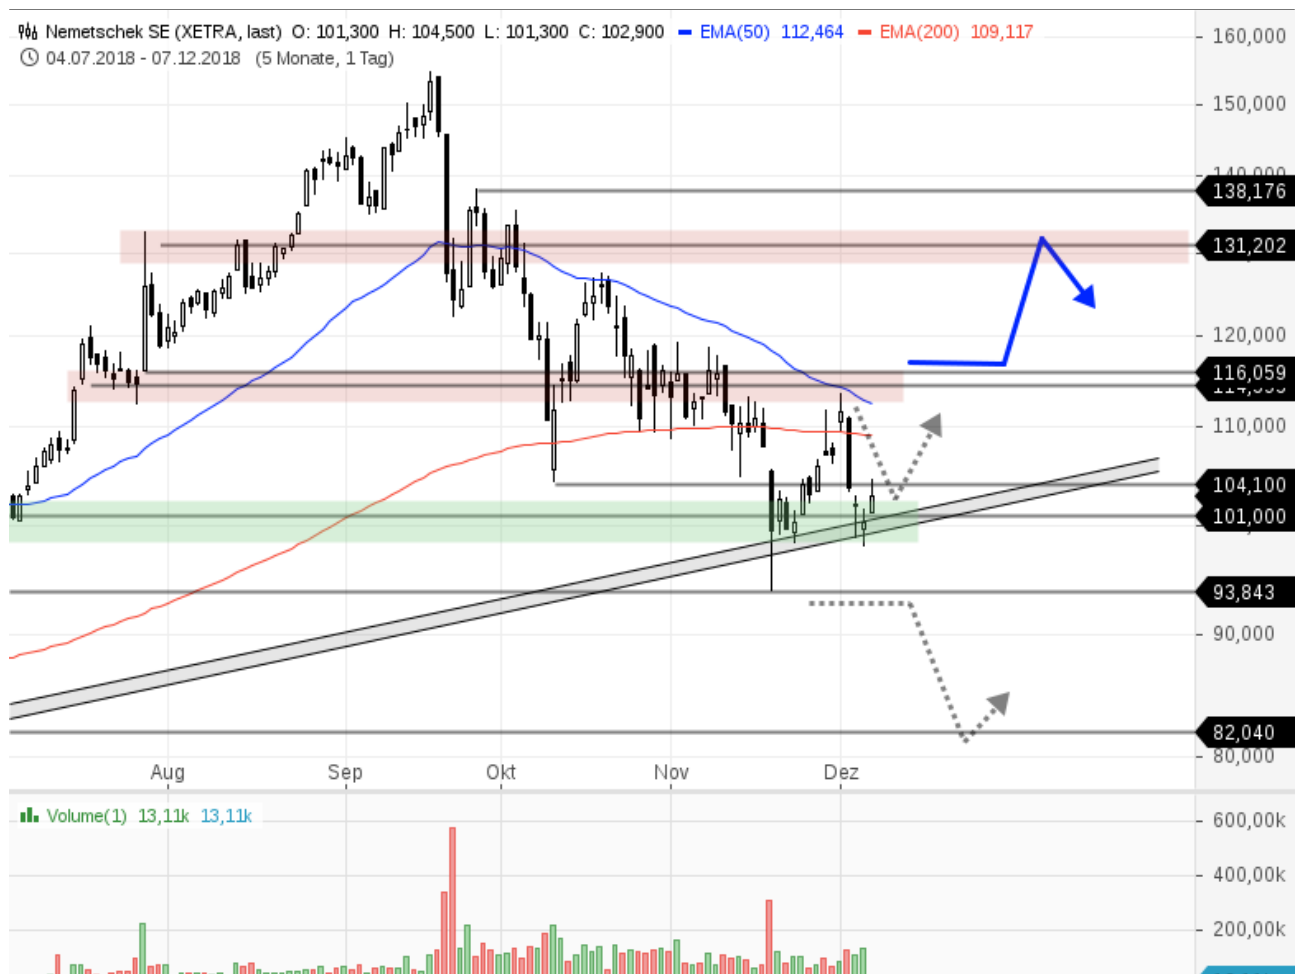 Nemetschek SE (XETRA, last) O: 101,300 H: 104,500 L: 101,300 C: 102,900 EMA(50) 112,464 EMA(200) 109,117
04.07.2018 - 07.12.2018 (5 Monate, 1 Tag)
160,000
150,000
140,000
138,176
131,202
120,000
116,059
110,000
104,100
101,000
93,843
90,000
82,040
80,000
Aug Sep Okt Nov Dez
Volume(1) 13,11k 13,11k
600,00k
400,00k
200,00k